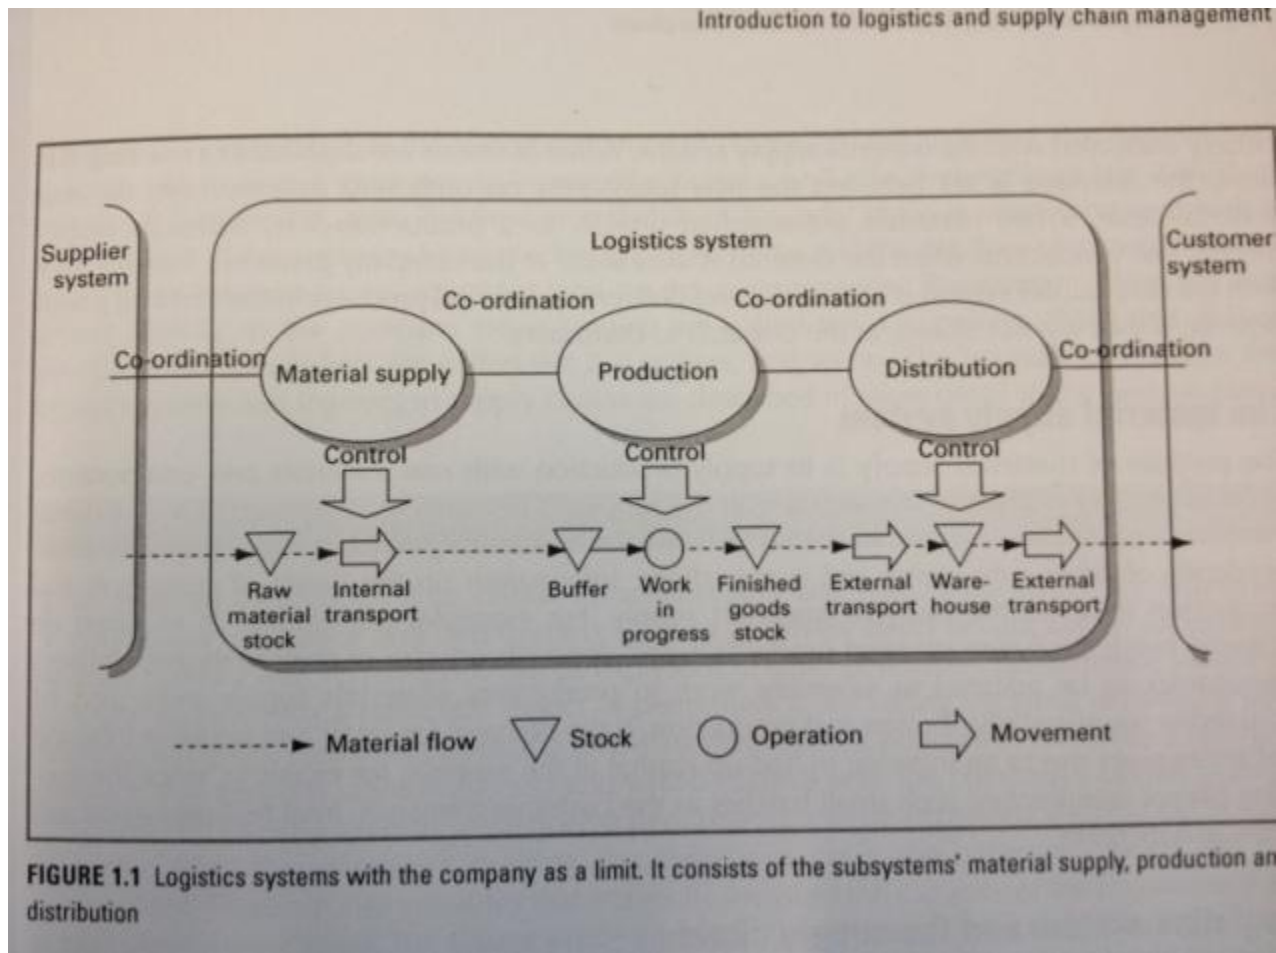 Introduction to logistics and supply chain management
Supplier
system
Logistics system
Customer
system
Co-ordination
Co-ordination
Co-ordination
Co-ordination
Material supply
Production
Distribution
Control
Control
Control
Raw
material
stock
Internal
transport
Buffer
Work
in
progress
Finished
goods
stock
External
transport
Ware-
house
External
transport
Material flow
Stock
Operation
Movement
FIGURE 1.1 Logistics systems with the company as a limit. It consists of the subsystems' material supply, production
distribution